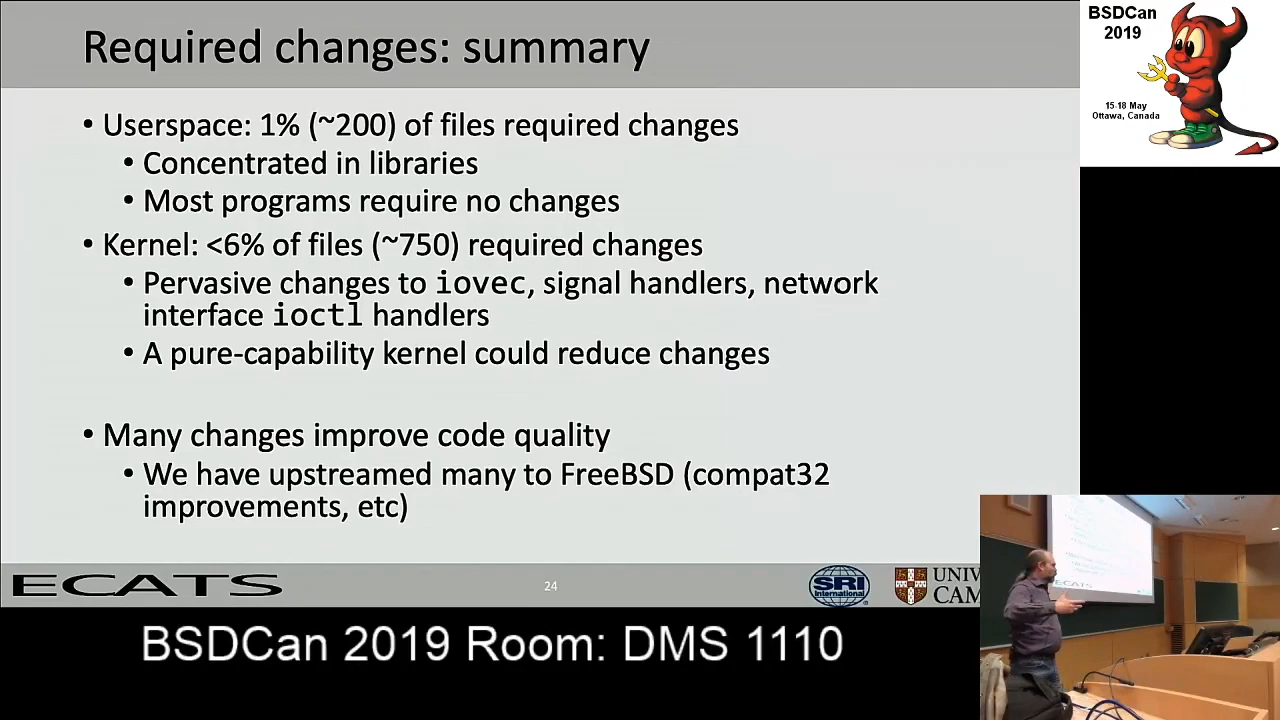 Required changes: summary
• Userspace: 1% (~200) of files required changes
• Concentrated in libraries
• Most programs require no changes
• Kernel: <6% of files (~750) required changes
• Pervasive changes to iovec, signal handlers, network
interface ioctl handlers
• A pure-capability kernel could reduce changes
• Many changes improve code quality
• We have upstreamed many to FreeBSD (compat32
improvements, etc)
ECATS
24
SRI
International
UNIV
CAM
BSDCan
2019
15-18 May
Ottawa, Canada
ECATS
BSDCan 2019 Room: DMS 1110